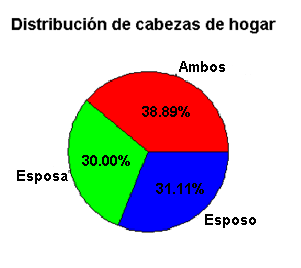 Distribución de cabezas de hogar
Ambos
38.89%
30.00%
Esposa
31.11%
Esposo